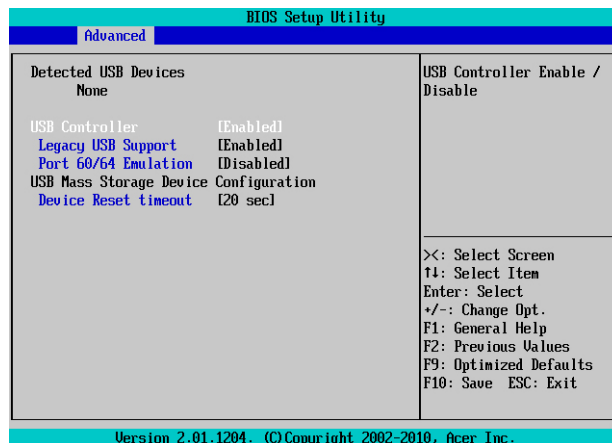 BIOS Setup Utility
Advanced
Detected USB Devices
None
USB Controller [Enabled]
Legacy USB Support [Enabled]
Port 60/64 Emulation [Disabled]
USB Mass Storage Device Configuration
Device Reset timeout [20 sec]
USB Controller Enable /
Disable
><: Select Screen
↑↓: Select Item
Enter: Select
+/-: Change Opt.
F1: General Help
F2: Previous Values
F9: Optimized Defaults
F10: Save ESC: Exit
Version 2.01.1204. (C)Copyright 2002-2010, Acer Inc.